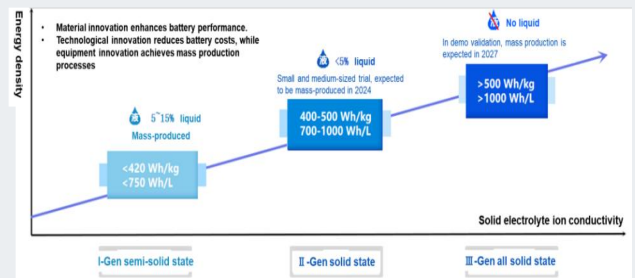 Energy density
• Material innovation enhances battery performance.
• Technological innovation reduces battery costs, while
equipment innovation achieves mass production
processes
5~15% liquid
Mass-produced
<420 Wh/kg
<750 Wh/L
<5% liquid
Small and medium-sized trial, expected
to be mass-produced in 2024
400-500 Wh/kg
700-1000 Wh/L
No liquid
In demo validation, mass production is
expected in 2027
>500 Wh/kg
>1000 Wh/L
Solid electrolyte ion conductivity
I-Gen semi-solid state
II-Gen solid state
III-Gen all solid state